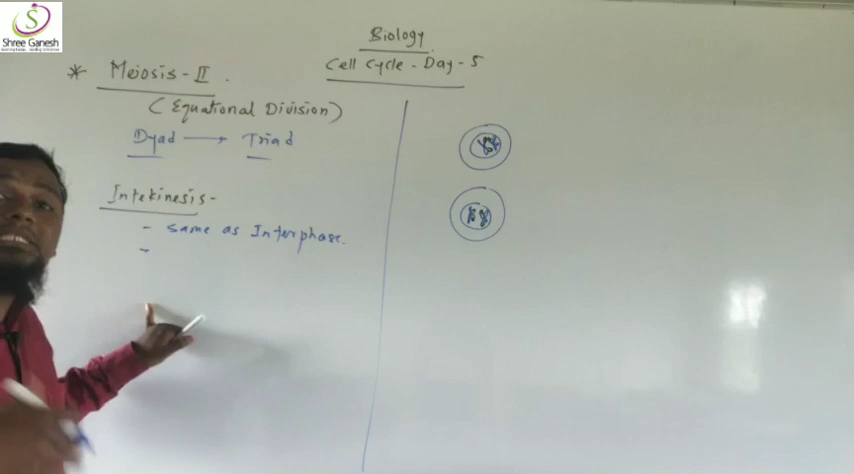 Shree Ganesh
Biology
Cell Cycle - Day - 5
* Meiosis - II .
( Equational Division )
Dyad → Triad
Intekinesis -
- same as Interphase.
-